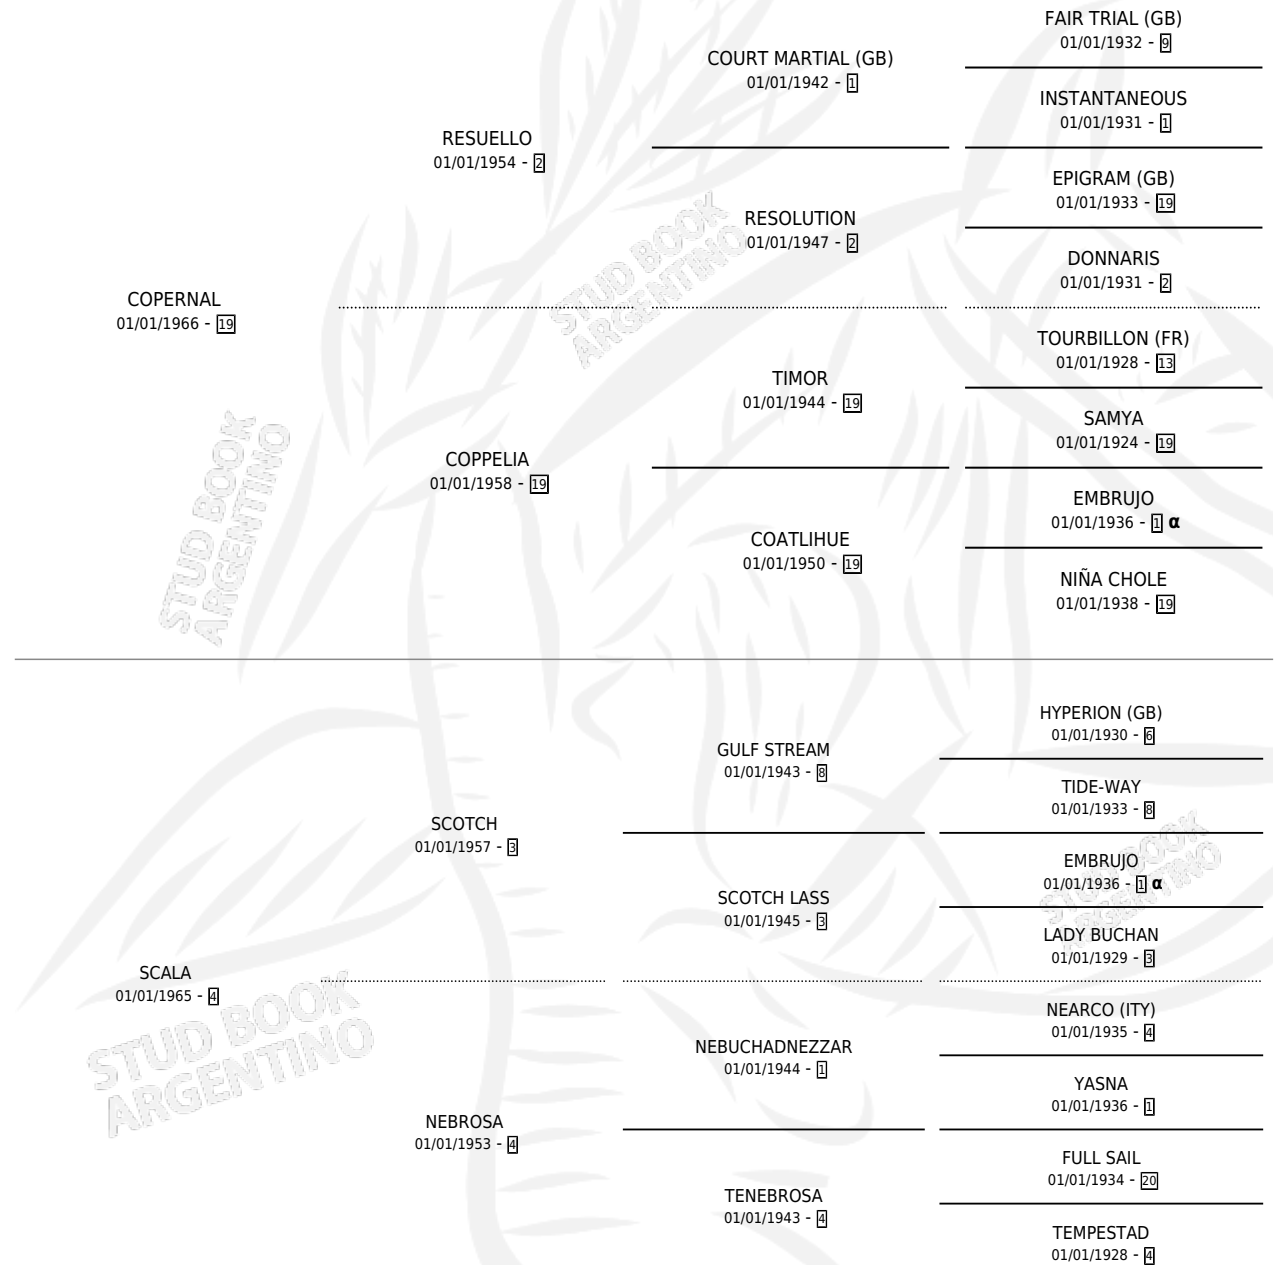 FAIR TRIAL (GB)
01/01/1932 - 9
COURT MARTIAL (GB)
01/01/1942 - 1
INSTANTANEOUS
01/01/1931 - 1
RESUELLO
01/01/1954 - 2
EPIGRAM (GB)
01/01/1933 - 19
RESOLUTION
01/01/1947 - 2
DONNARIS
01/01/1931 - 2
COPERNAL
01/01/1966 - 19
TOURBILLON (FR)
01/01/1928 - 13
TIMOR
01/01/1944 - 19
SAMYA
01/01/1924 - 19
COPPELIA
01/01/1958 - 19
EMBRUJO
01/01/1936 - 1 α
COATLIHUE
01/01/1950 - 19
NIÑA CHOLE
01/01/1938 - 19
HYPERION (GB)
01/01/1930 - 6
GULF STREAM
01/01/1943 - 8
TIDE-WAY
01/01/1933 - 8
SCOTCH
01/01/1957 - 3
EMBRUJO
01/01/1936 - 1 α
SCOTCH LASS
01/01/1945 - 3
LADY BUCHAN
01/01/1929 - 3
SCALA
01/01/1965 - 4
NEARCO (ITY)
01/01/1935 - 4
NEBUCHADNEZZAR
01/01/1944 - 1
YASNA
01/01/1936 - 1
NEBROSA
01/01/1953 - 4
FULL SAIL
01/01/1934 - 20
TENEBROSA
01/01/1943 - 4
TEMPESTAD
01/01/1928 - 4
STUD BOOK
ARGENTINO
STUD BOOK
ARGENTINO
STUD BOOK
ARGENTINO
STUD BOOK
ARGENTINO